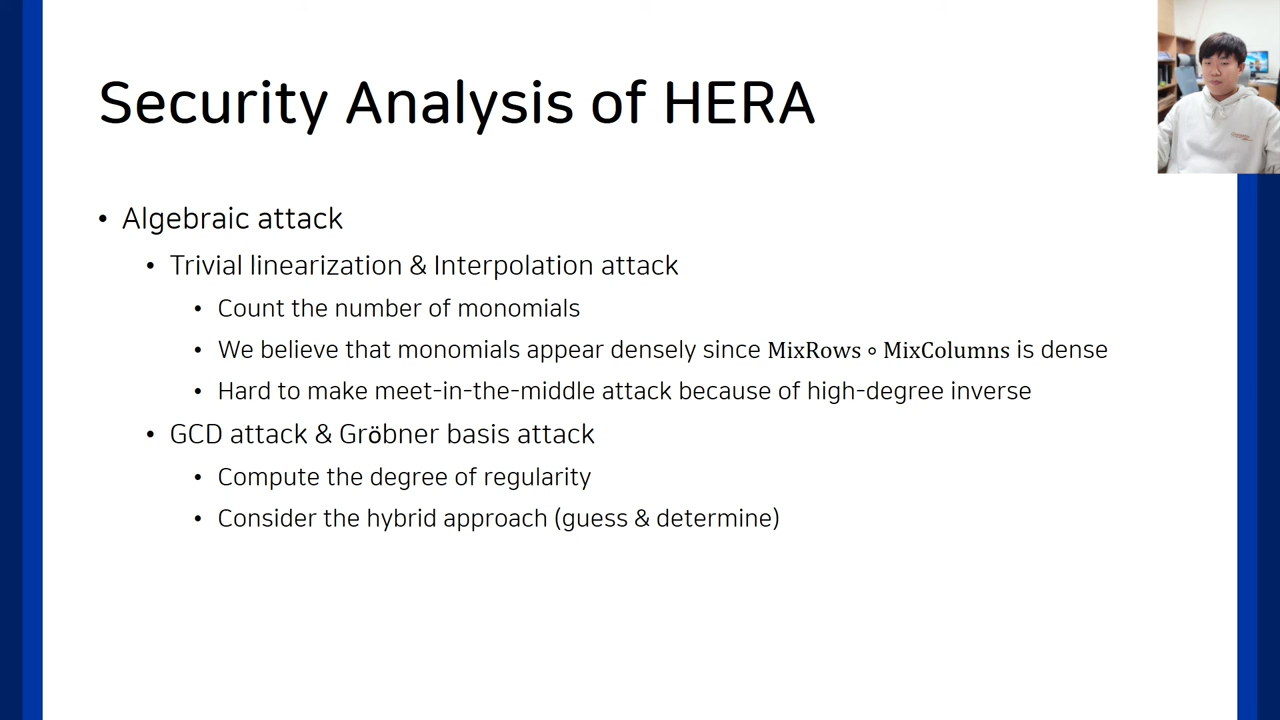 Security Analysis of HERA
• Algebraic attack
• Trivial linearization & Interpolation attack
• Count the number of monomials
• We believe that monomials appear densely since MixRows ∘ MixColumns is dense
• Hard to make meet-in-the-middle attack because of high-degree inverse
• GCD attack & Gröbner basis attack
• Compute the degree of regularity
• Consider the hybrid approach (guess & determine)